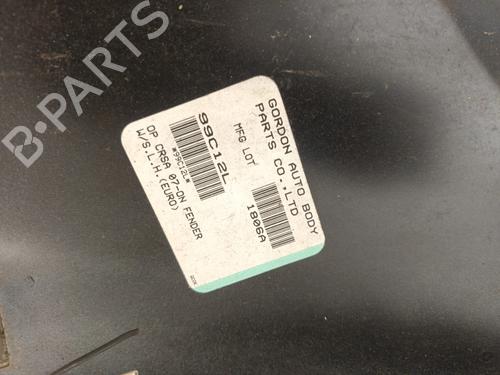 B-PARTS
GORDON AUTO BODY
PARTS CO.,LTD
MFG LOT
1806A
99C12L
*99C12L*
OP CRSA 07-ON FENDER
W/S.L.H.(EURO)